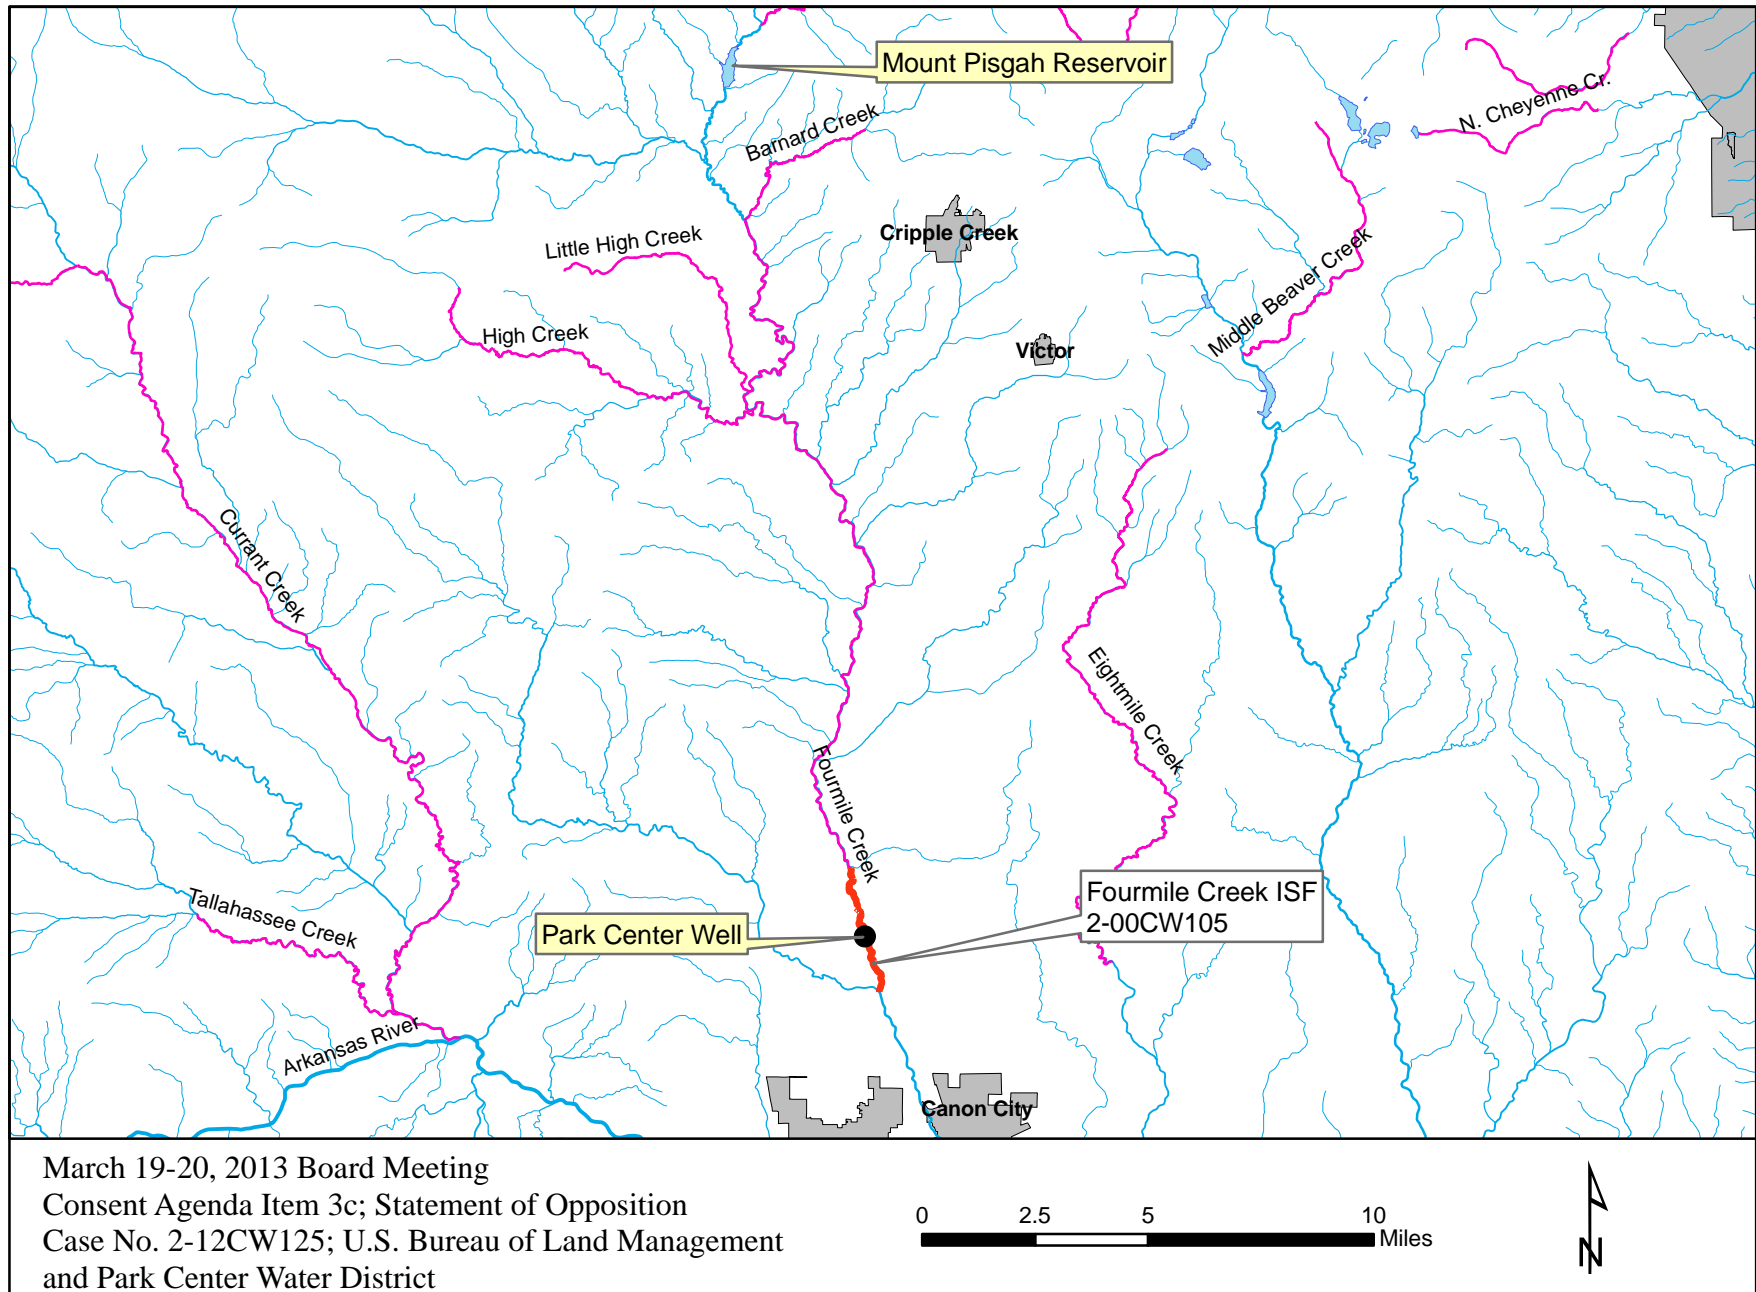 Mount Pisgah Reservoir
Barnard Creek
N. Cheyenne Cr.
Cripple Creek
Little High Creek
Middle Beaver Creek
High Creek
Victor
Currant Creek
Eightmile Creek
Fourmile Creek
Fourmile Creek ISF
2-00CW105
Tallahassee Creek
Park Center Well
Arkansas River
Canon City
March 19-20, 2013 Board Meeting
Consent Agenda Item 3c; Statement of Opposition
Case No. 2-12CW125; U.S. Bureau of Land Management
and Park Center Water District
0 2.5 5 10
Miles
N